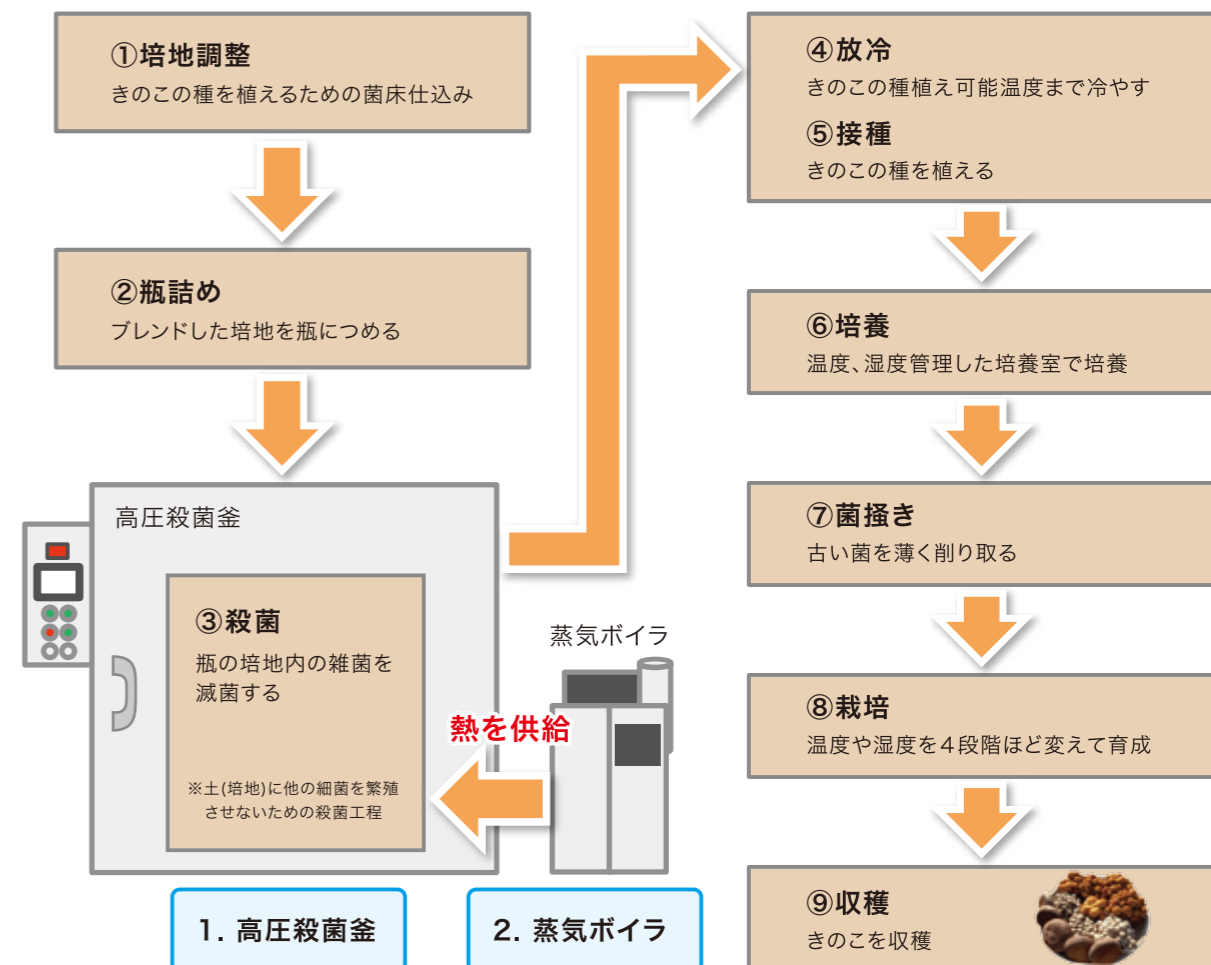 ①培地調整
きのこの種を植えるための菌床仕込み
②瓶詰め
ブレンドした培地を瓶につめる
高圧殺菌釜
③殺菌
瓶の培地内の雑菌を
滅菌する
※土(培地)に他の細菌を繁殖
させないための殺菌工程
蒸気ボイラ
熱を供給
1. 高圧殺菌釜
2. 蒸気ボイラ
④放冷
きのこの種植え可能温度まで冷やす
⑤接種
きのこの種を植える
⑥培養
温度、湿度管理した培養室で培養
⑦菌掻き
古い菌を薄く削り取る
⑧栽培
温度や湿度を4段階ほど変えて育成
⑨収穫
きのこを収穫